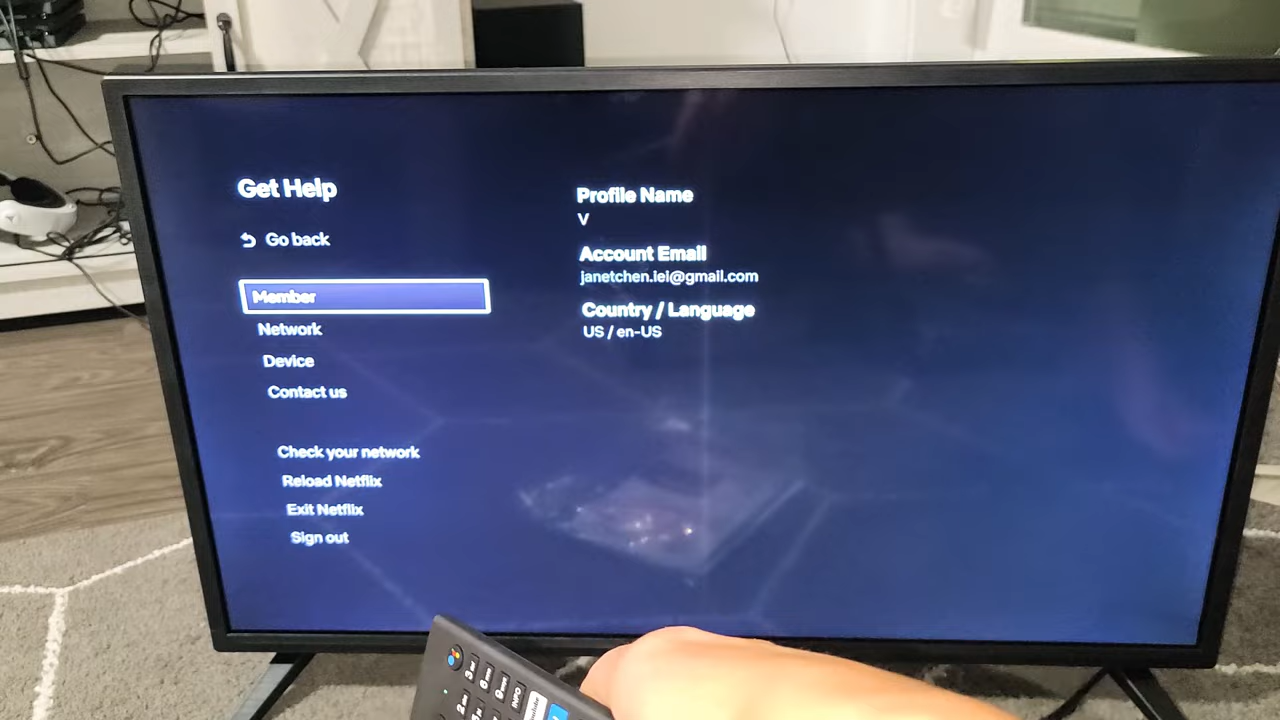 Get Help
Go back
Member
Network
Device
Contact us
Check your network
Reload Netflix
Exit Netflix
Sign out
Profile Name
V
Account Email
janetchen.iei@gmail.com
Country / Language
US / en-US
INFO